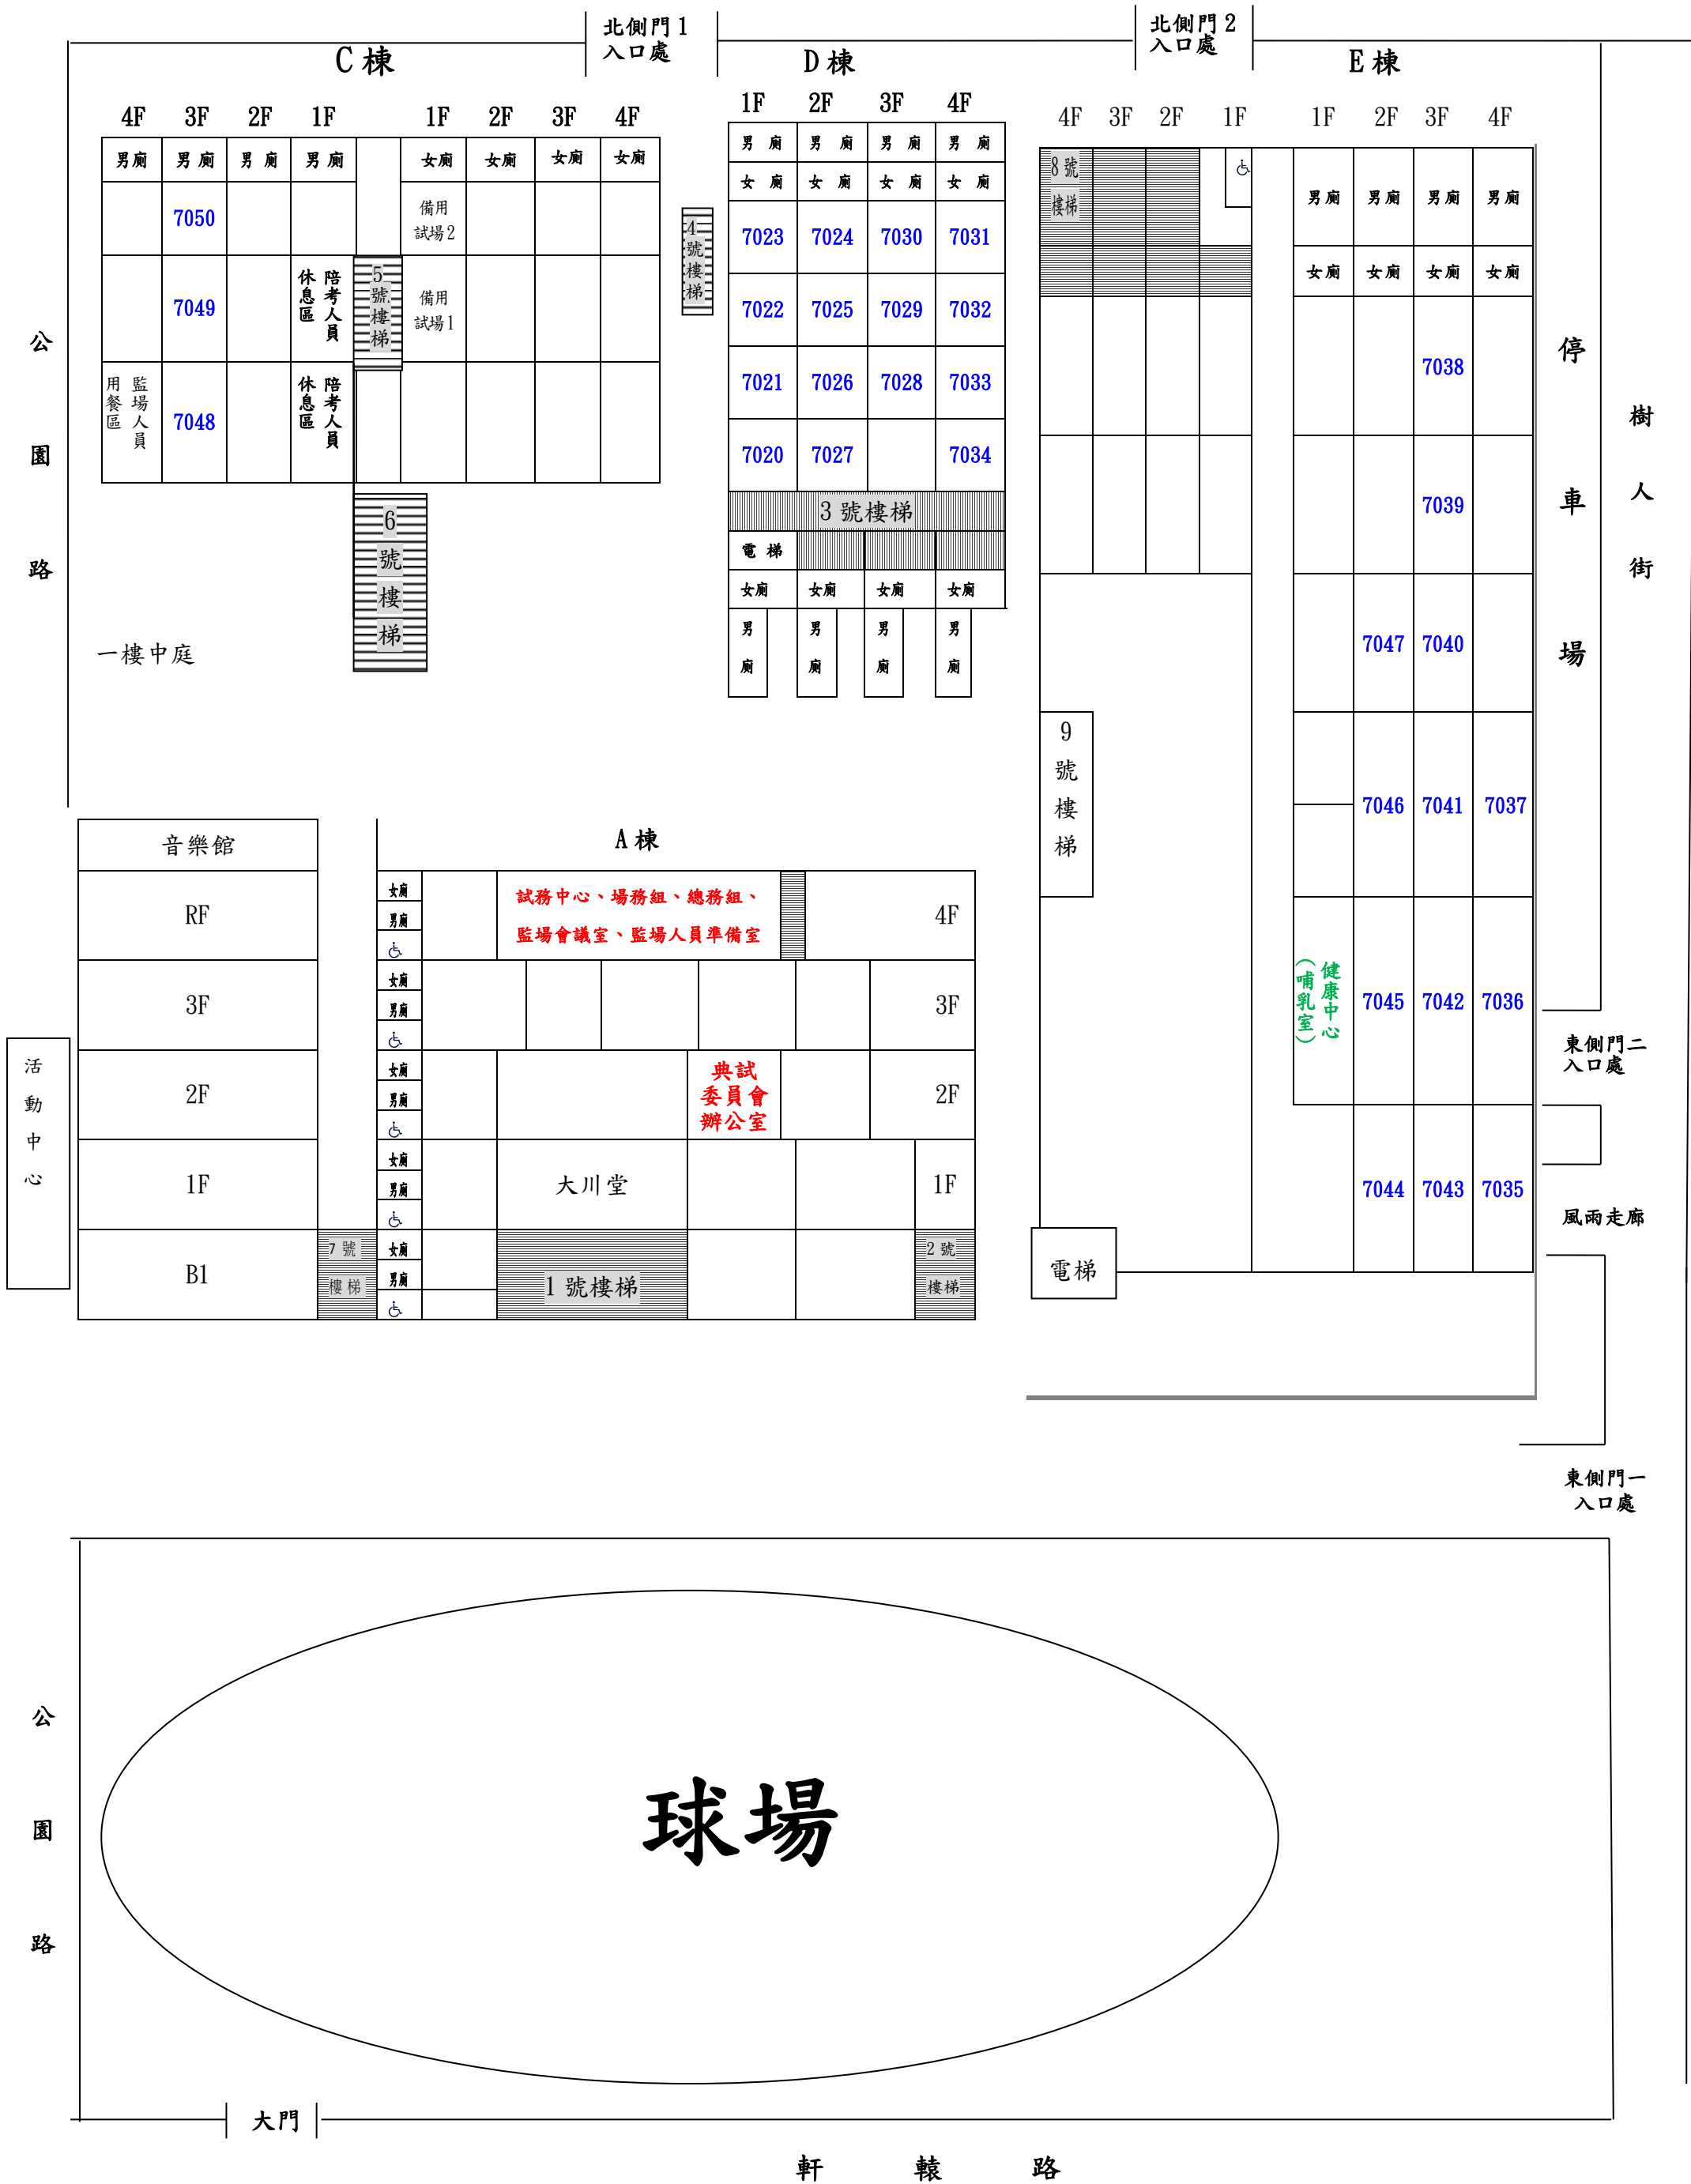 北側門 1
入口處
北側門 2
入口處
C 棟
D 棟
E 棟
4F 3F 2F 1F 1F 2F 3F 4F
1F 2F 3F 4F
4F 3F 2F 1F 1F 2F 3F 4F
男廁 男廁 男廁 男廁 女廁 女廁 女廁 女廁
7050
備用
試場 2
7049
陪考人員
休息區
5號樓梯
備用
試場 1
監場人員
用餐區
7048
陪考人員
休息區
6號樓梯
一樓中庭
4號樓梯
男廁 男廁 男廁 男廁
女廁 女廁 女廁 女廁
7023 7024 7030 7031
7022 7025 7029 7032
7021 7026 7028 7033
7020 7027 7034
3 號樓梯
電梯
女廁 女廁 女廁 女廁
男廁 男廁 男廁 男廁
8 號
樓梯
男廁 男廁 男廁 男廁
女廁 女廁 女廁 女廁
7038
7039
7047 7040
9號樓梯
7046 7041 7037
健康中心
(哺乳室)
7045 7042 7036
7044 7043 7035
電梯
公園路
停車場
樹人街
東側門二
入口處
風雨走廊
東側門一
入口處
音樂館
RF
3F
2F
1F
B1
活動中心
A 棟
女廁
男廁
試務中心、場務組、總務組、
監場會議室、監場人員準備室
4F
女廁
男廁
3F
女廁
男廁
典試
委員會
辦公室
2F
女廁
男廁
大川堂
1F
7 號
樓梯
女廁
男廁
1 號樓梯
2 號
樓梯
公園路
球場
大門
軒轅路